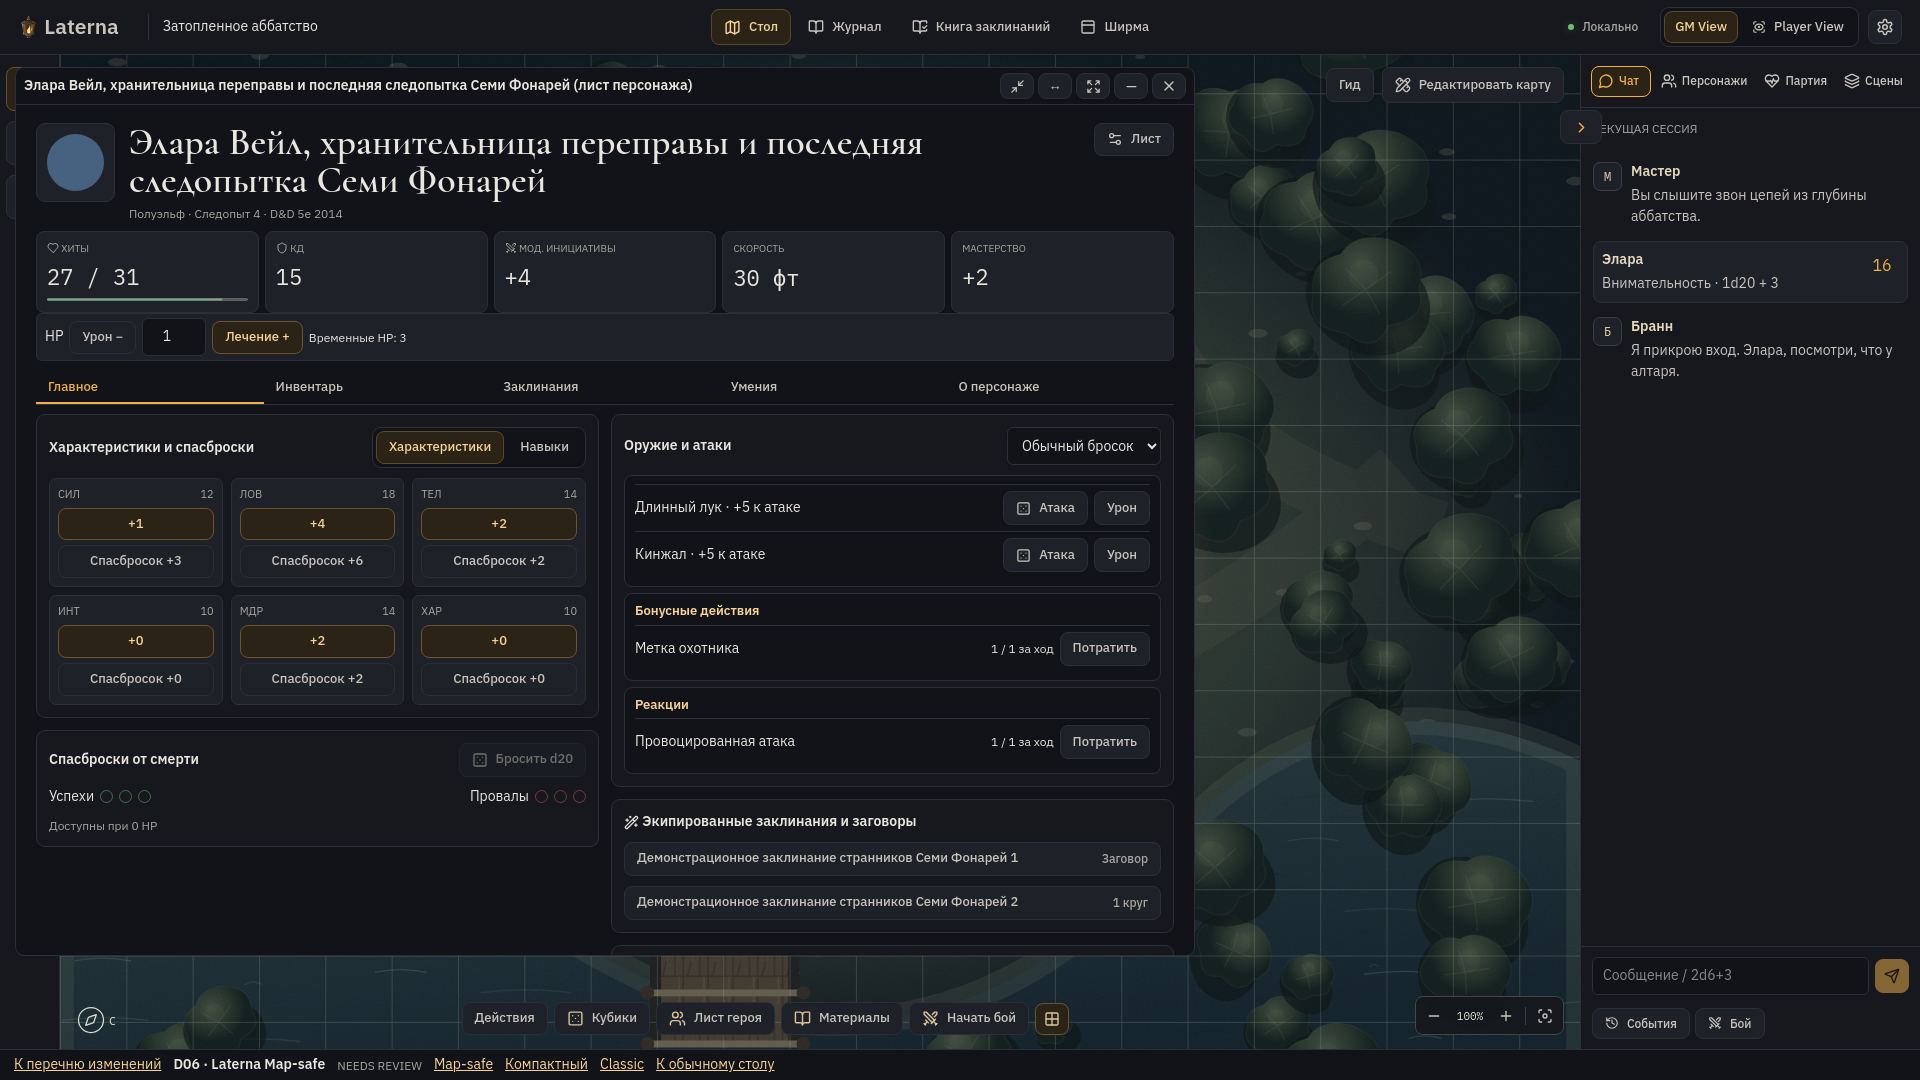 Laterna
Затопленное аббатство
Стол
Журнал
Книга заклинаний
Ширма
Локально
GM View
Player View
Элара Вейл, хранительница переправы и последняя следопытка Семи Фонарей (лист персонажа)
Гид
Редактировать карту
Чат
Персонажи
Партия
Сцены
Элара Вейл, хранительница переправы и последняя
следопытка Семи Фонарей
Полуэльф · Следопыт 4 · D&D 5e 2014
Лист
ХИТЫ
27 / 31
КД
15
МОД. ИНИЦИАТИВЫ
+4
СКОРОСТЬ
30 фт
МАСТЕРСТВО
+2
HP
Урон −
1
Лечение +
Временные HP: 3
Главное
Инвентарь
Заклинания
Умения
О персонаже
Характеристики и спасброски
Характеристики
Навыки
СИЛ 12
+1
Спасбросок +3
ЛОВ 18
+4
Спасбросок +6
ТЕЛ 14
+2
Спасбросок +2
ИНТ 10
+0
Спасбросок +0
МДР 14
+2
Спасбросок +2
ХАР 10
+0
Спасбросок +0
Спасброски от смерти
Бросить d20
Успехи
Провалы
Доступны при 0 HP
Оружие и атаки
Обычный бросок
Длинный лук · +5 к атаке
Атака
Урон
Кинжал · +5 к атаке
Атака
Урон
Бонусные действия
Метка охотника
1 / 1 за ход
Потратить
Реакции
Провоцированная атака
1 / 1 за ход
Потратить
Экипированные заклинания и заговоры
Демонстрационное заклинание странников Семи Фонарей 1
Заговор
Демонстрационное заклинание странников Семи Фонарей 2
1 круг
ЕКУЩАЯ СЕССИЯ
М
Мастер
Вы слышите звон цепей из глубины
аббатства.
Элара
16
Внимательность · 1d20 + 3
Б
Бранн
Я прикрою вход. Элара, посмотри, что у
алтаря.
Сообщение / 2d6+3
События
Бой
С
Действия
Кубики
Лист героя
Материалы
Начать бой
100%
К перечню изменений
D06 · Laterna Map-safe
NEEDS REVIEW
Map-safe
Компактный
Classic
К обычному столу